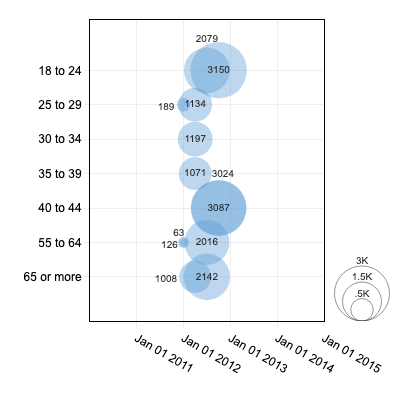 2079
18 to 24
3150
25 to 29
189
1134
30 to 34
1197
35 to 39
1071
3024
40 to 44
3087
63
55 to 64
126
2016
65 or more
1008
2142
3K
1.5K
.5K
Jan 01 2011
Jan 01 2012
Jan 01 2013
Jan 01 2014
Jan 01 2015